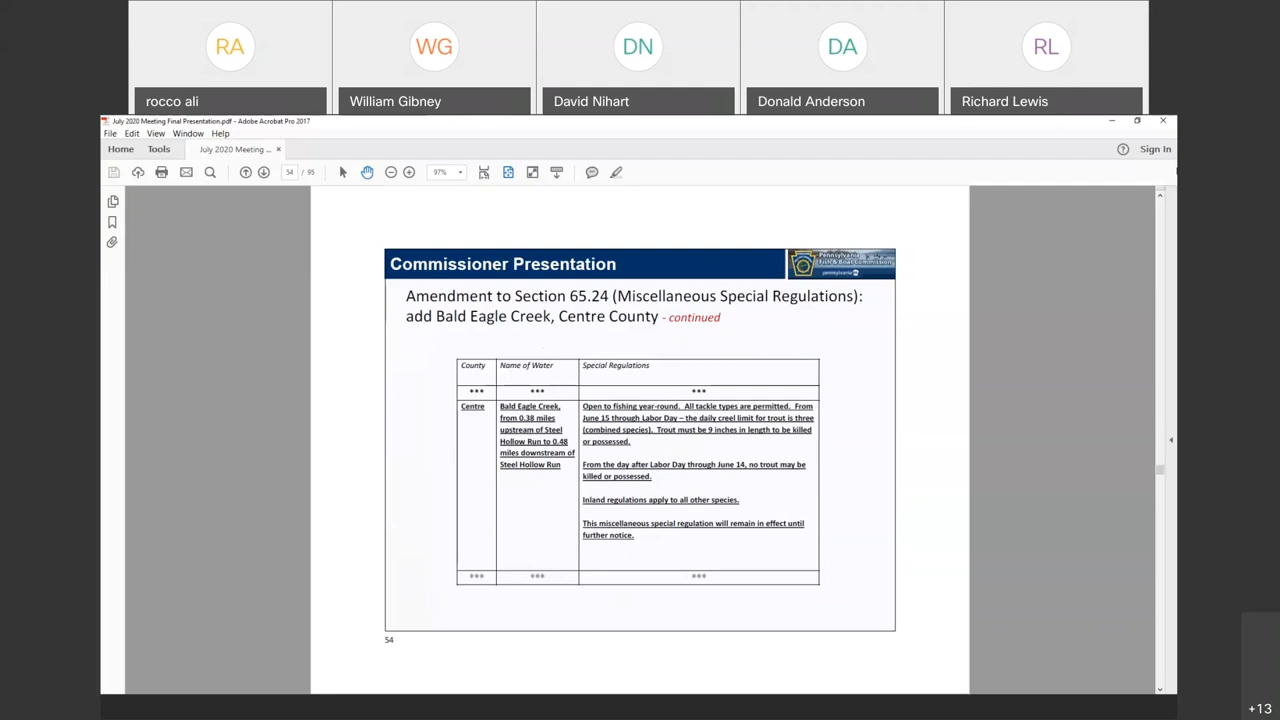 RA WG DN DA RL
rocco ali William Gibney David Nihart Donald Anderson Richard Lewis
July 2020 Meeting Final Presentation.pdf - Adobe Acrobat Pro 2017
File Edit View Window Help
Home Tools July 2020 Meeting ... × Sign In
54 / 95 97%
Commissioner Presentation
Pennsylvania
Fish & Boat Commission
pennsylvania
Amendment to Section 65.24 (Miscellaneous Special Regulations):
add Bald Eagle Creek, Centre County - continued
County Name of Water Special Regulations
*** *** ***
Centre
Bald Eagle Creek,
from 0.38 miles
upstream of Steel
Hollow Run to 0.48
miles downstream of
Steel Hollow Run
Open to fishing year-round. All tackle types are permitted. From
June 15 through Labor Day – the daily creel limit for trout is three
(combined species). Trout must be 9 inches in length to be killed
or possessed.
From the day after Labor Day through June 14, no trout may be
killed or possessed.
Inland regulations apply to all other species.
This miscellaneous special regulation will remain in effect until
further notice.
*** *** ***
54
+13